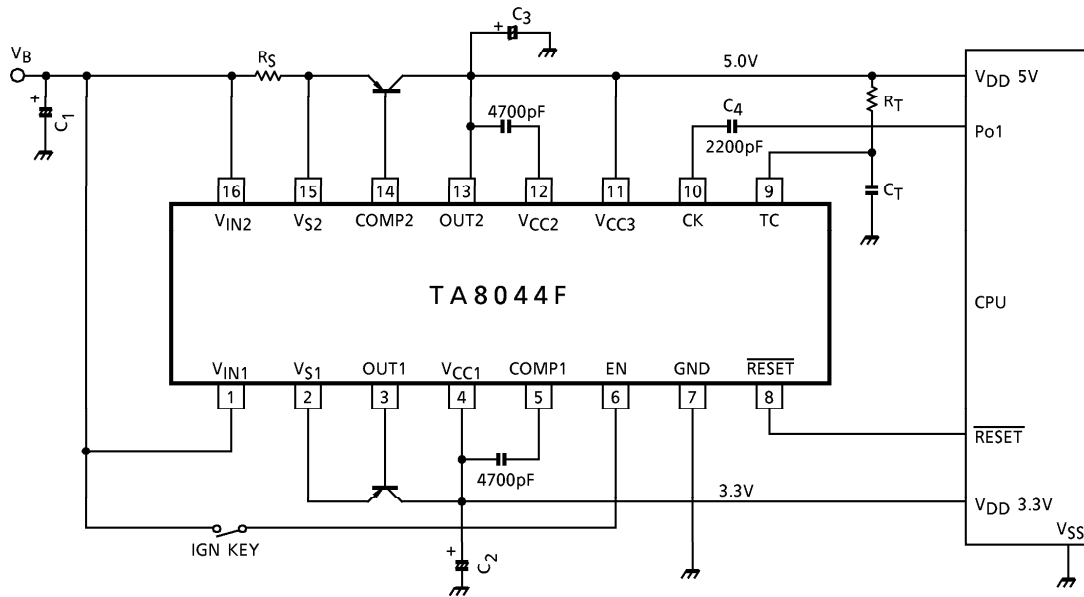 C3
VB
RS
5.0V
VDD 5V
+
+
C1
4700pF
C4
2200pF
RT
Po1
16 15 14 13 12 11 10 9
VIN2 VS2 COMP2 OUT2 VCC2 VCC3 CK TC
CT
TA8044F
CPU
VIN1 VS1 OUT1 VCC1 COMP1 EN GND RESET
1 2 3 4 5 6 7 8
RESET
4700pF
3.3V
VDD 3.3V
IGN KEY
+
C2
VSS